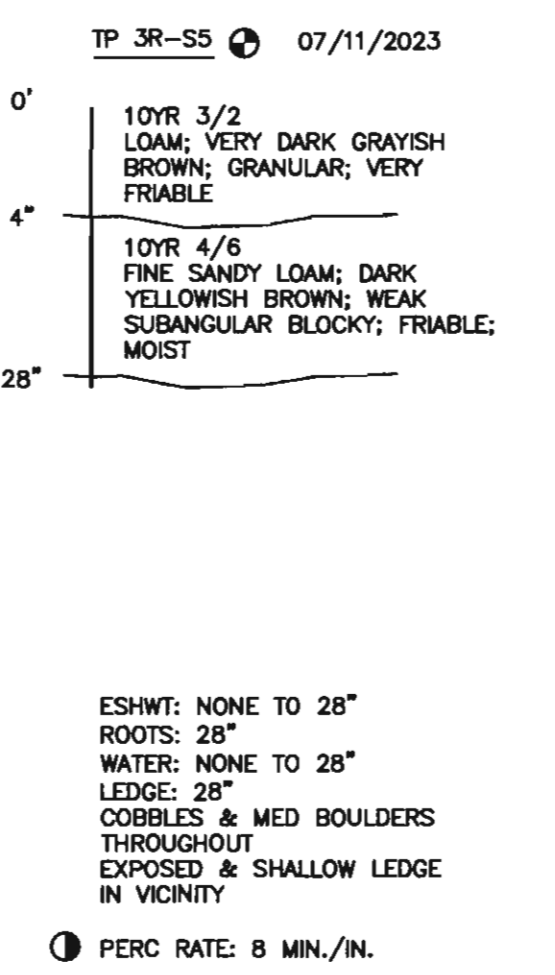 TP 3R-S5 07/11/2023
0'
10YR 3/2
LOAM; VERY DARK GRAYISH
BROWN; GRANULAR; VERY
FRIABLE
4"
10YR 4/6
FINE SANDY LOAM; DARK
YELLOWISH BROWN; WEAK
SUBANGULAR BLOCKY; FRIABLE;
MOIST
28"
ESHWT: NONE TO 28"
ROOTS: 28"
WATER: NONE TO 28"
LEDGE: 28"
COBBLES & MED BOULDERS
THROUGHOUT
EXPOSED & SHALLOW LEDGE
IN VICINITY
PERC RATE: 8 MIN./IN.